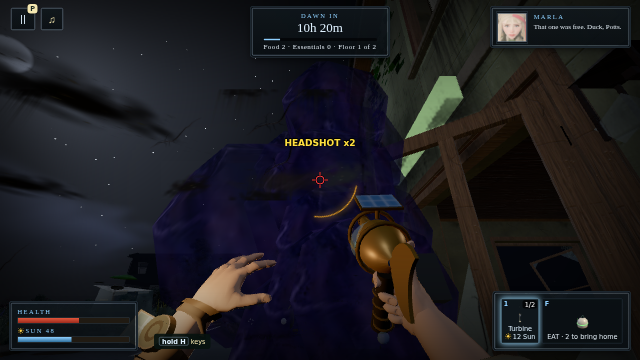 P
DAWN IN
10h 20m
Food 2 · Essentials 0 · Floor 1 of 2
MARLA
That one was free. Duck, Potts.
HEADSHOT x2
HEALTH
SUN 48
hold H keys
1 1/2
Turbine
12 Sun
F
EAT · 2 to bring home